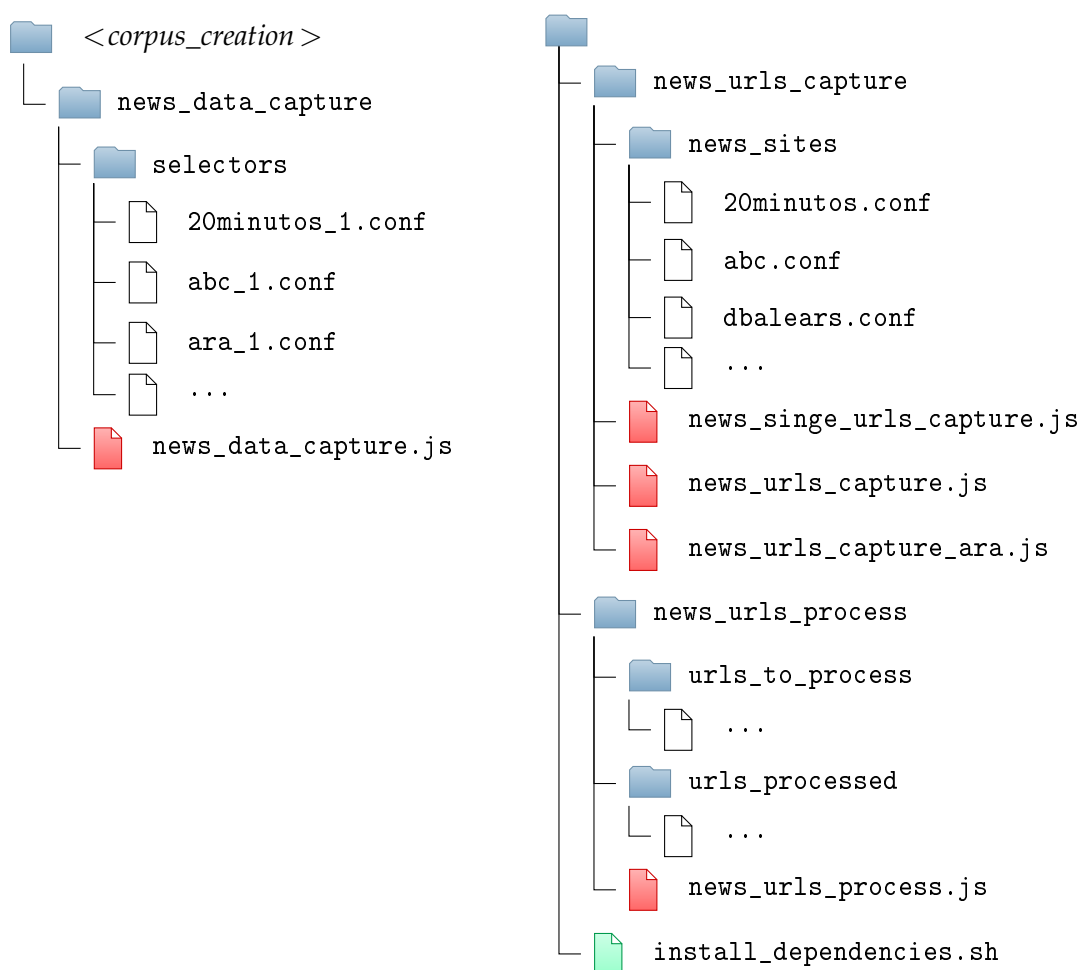 <corpus_creation>
news_data_capture
selectors
20minutos_1.conf
abc_1.conf
ara_1.conf
...
news_data_capture.js
news_urls_capture
news_sites
20minutos.conf
abc.conf
dbalears.conf
...
news_singe_urls_capture.js
news_urls_capture.js
news_urls_capture_ara.js
news_urls_process
urls_to_process
...
urls_processed
...
news_urls_process.js
install_dependencies.sh